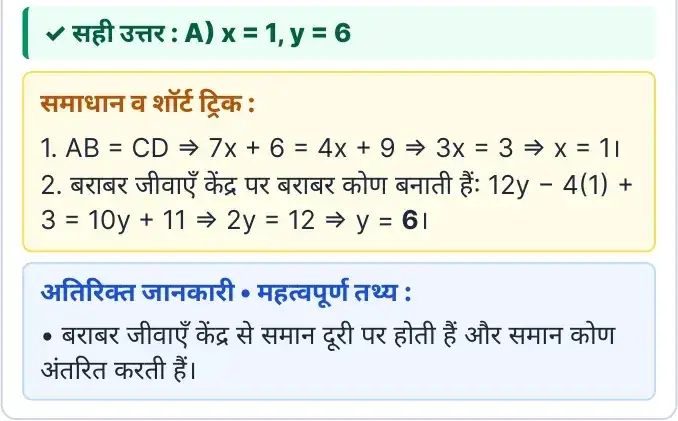 ✓ सही उत्तर : A) x = 1, y = 6
समाधान व शॉर्ट ट्रिक :
1. AB = CD ⇒ 7x + 6 = 4x + 9 ⇒ 3x = 3 ⇒ x = 1।
2. बराबर जीवाएँ केंद्र पर बराबर कोण बनाती हैं: 12y − 4(1) +
3 = 10y + 11 ⇒ 2y = 12 ⇒ y = 6।
अतिरिक्त जानकारी • महत्वपूर्ण तथ्य :
• बराबर जीवाएँ केंद्र से समान दूरी पर होती हैं और समान कोण
अंतरित करती हैं।